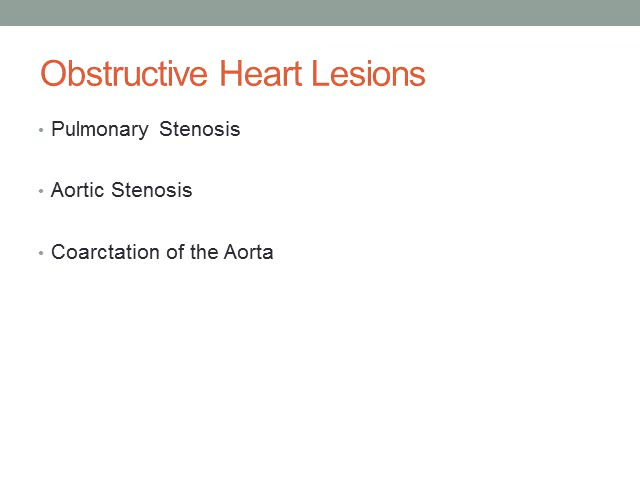 Obstructive Heart Lesions
• Pulmonary Stenosis
• Aortic Stenosis
• Coarctation of the Aorta